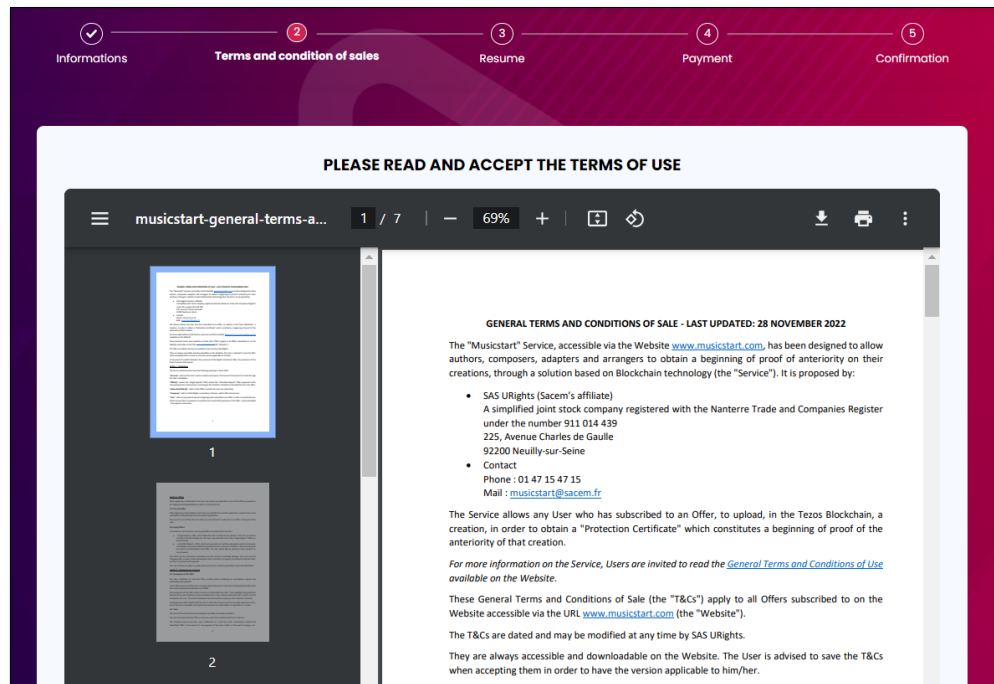 2 3 4 5
Informations Terms and condition of sales Resume Payment Confirmation
PLEASE READ AND ACCEPT THE TERMS OF USE
musicstart-general-terms-a... 1 / 7 69%
GENERAL TERMS AND CONDITIONS OF SALE - LAST UPDATED: 28 NOVEMBER 2022
The "Musicstart" Service, accessible via the Website www.musicstart.com, has been designed to allow
authors, composers, adapters and arrangers to obtain a beginning of proof of anteriority on their
creations, through a solution based on Blockchain technology (the "Service"). It is proposed by:
• SAS URights (Sacem's affiliate)
A simplified joint stock company registered with the Nanterre Trade and Companies Register
under the number 911 014 439
225, Avenue Charles de Gaulle
92200 Neuilly-sur-Seine
• Contact
Phone : 01 47 15 47 15
Mail : musicstart@sacem.fr
The Service allows any User who has subscribed to an Offer, to upload, in the Tezos Blockchain, a
creation, in order to obtain a "Protection Certificate" which constitutes a beginning of proof of the
anteriority of that creation.
For more information on the Service, Users are invited to read the General Terms and Conditions of Use
available on the Website.
These General Terms and Conditions of Sale (the "T&Cs") apply to all Offers subscribed to on the
Website accessible via the URL www.musicstart.com (the "Website").
The T&Cs are dated and may be modified at any time by SAS URights.
They are always accessible and downloadable on the Website. The User is advised to save the T&Cs
when accepting them in order to have the version applicable to him/her.
1
2